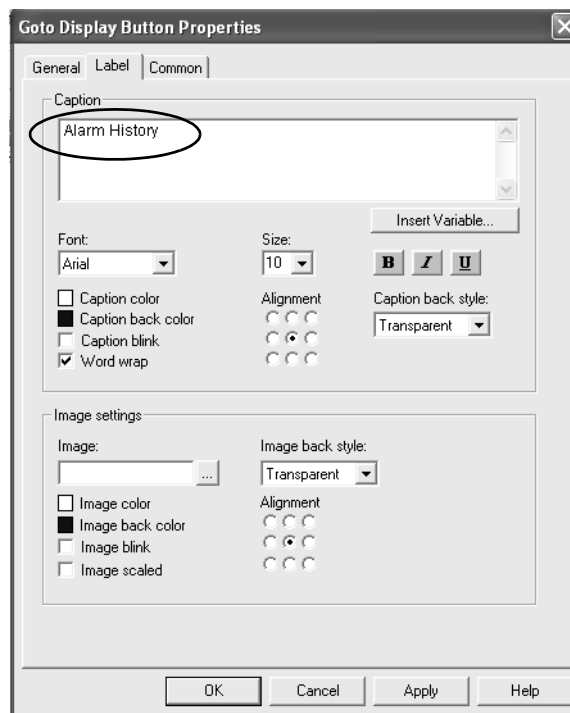 Goto Display Button Properties
General Label Common
Caption
Alarm History
Insert Variable...
Font: Size:
Arial 10 B I U
Caption color Alignment Caption back style:
Caption back color Transparent
Caption blink
Word wrap
Image settings
Image: Image back style:
... Transparent
Image color Alignment
Image back color
Image blink
Image scaled
OK Cancel Apply Help